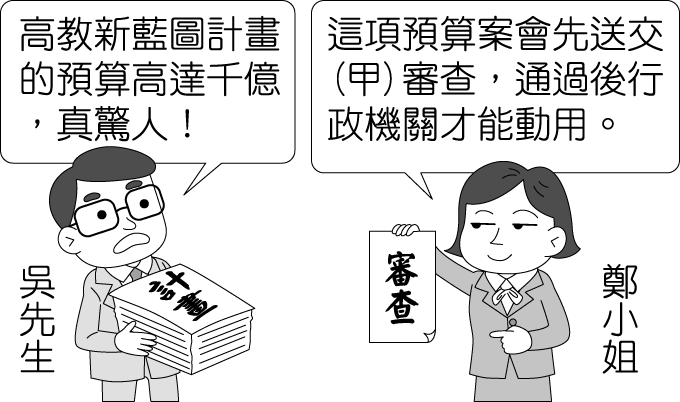 高教新藍圖計畫
的預算高達千億
，真驚人！
這項預算案會先送交
(甲)審查，通過後行
政機關才能動用。
吳先生
計畫
審查
鄭小姐